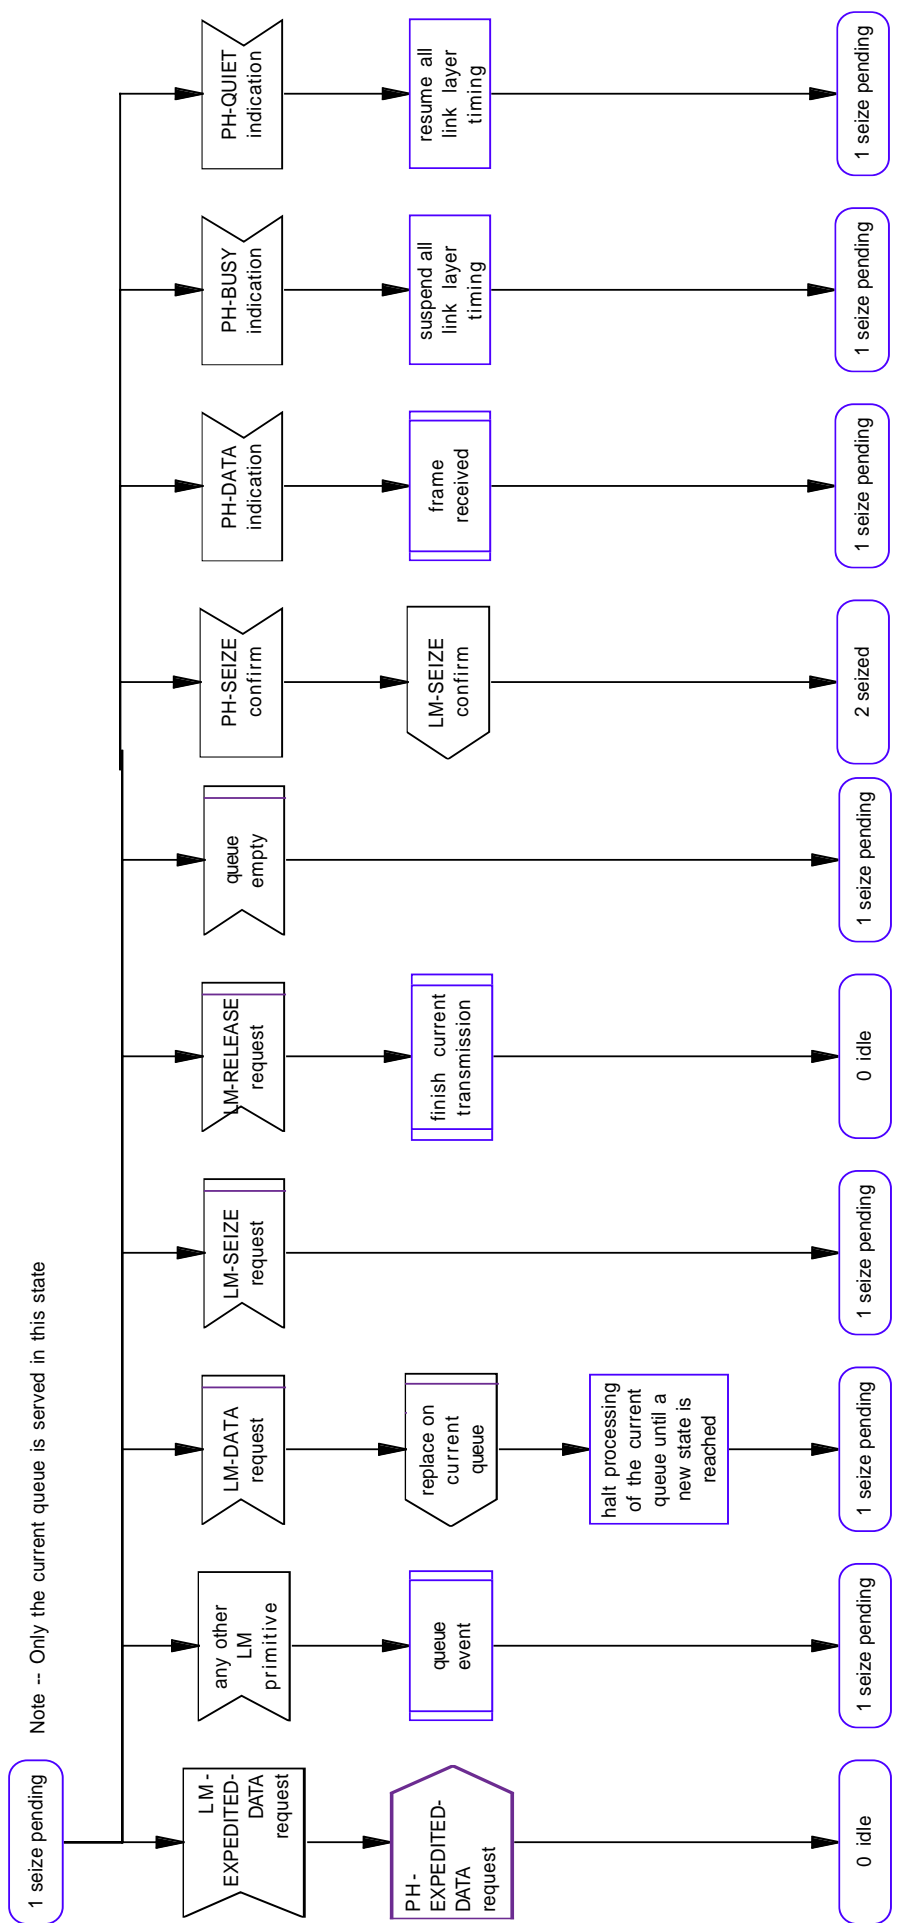 1 seize pending
Note -- Only the current queue is served in this state
LM-
EXPEDITED-
DATA
request
any other
LM
primitive
LM-DATA
request
LM-SEIZE
request
LM-RELEASE
request
queue
empty
PH-SEIZE
confirm
PH-DATA
indication
PH-BUSY
indication
PH-QUIET
indication
PH-
EXPEDITED-
DATA
request
queue
event
replace on
current
queue
finish current
transmission
LM-SEIZE
confirm
frame
received
suspend all
link layer
timing
resume all
link layer
timing
halt processing
of the current
queue until a
new state is
reached
0 idle
1 seize pending
1 seize pending
1 seize pending
0 idle
1 seize pending
2 seized
1 seize pending
1 seize pending
1 seize pending